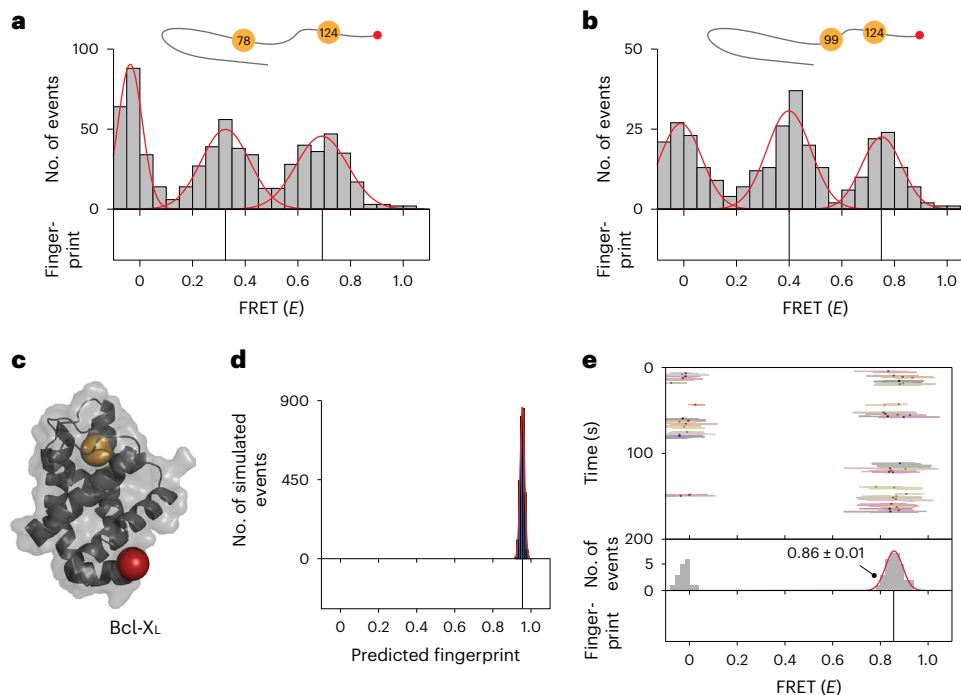 a
78
124
No. of events
100
50
0
Finger-
print
0
0.2
0.4
0.6
0.8
1.0
FRET (E)
b
99
124
No. of events
50
25
0
Finger-
print
0
0.2
0.4
0.6
0.8
1.0
FRET (E)
c
Bcl-XL
d
No. of simulated
events
900
450
0
0
0.2
0.4
0.6
0.8
1.0
Predicted fingerprint
e
Time (s)
0
100
200
No. of
events
5
0
0.86 ± 0.01
Finger-
print
0
0.2
0.4
0.6
0.8
1.0
FRET (E)